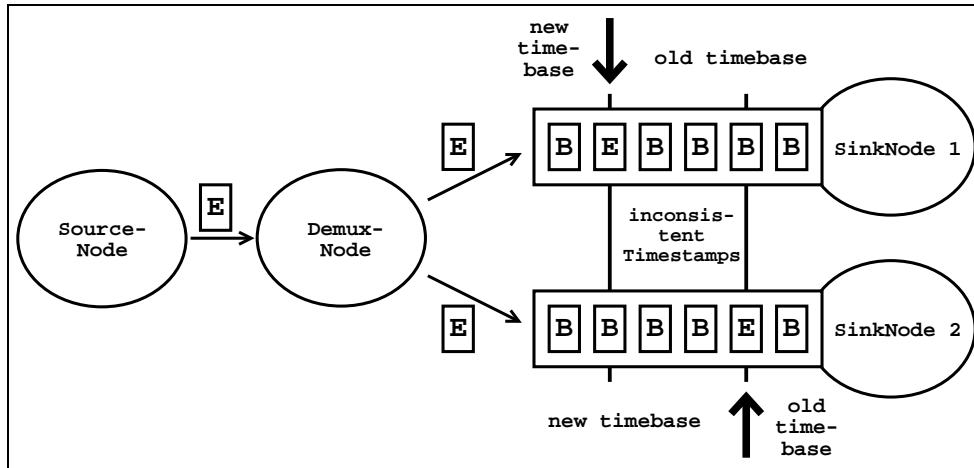 new
time-
base
old timebase
E
B E B B B B
SinkNode 1
E
Source-
Node
Demux-
Node
inconsis-
tent
Timestamps
E
B B B B E B
SinkNode 2
new timebase
old
time-
base